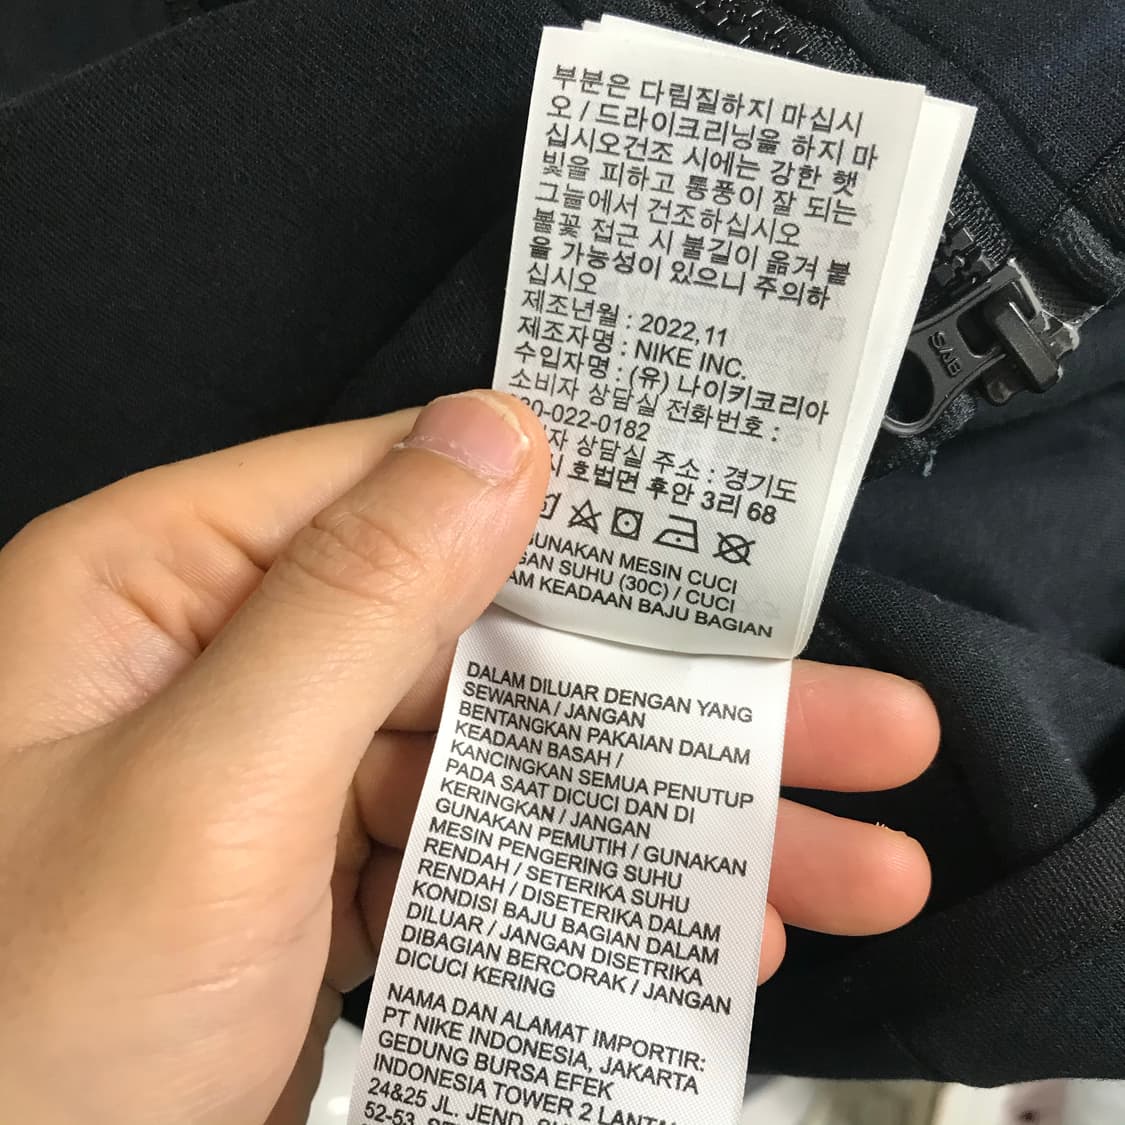 부분은 다림질하지 마십시
오 / 드라이크리닝을 하지 마
십시오건조 시에는 강한 햇
빛을 피하고 통풍이 잘 되는
그늘에서 건조하십시오
불꽃 접근 시 불길이 옮겨 붙
을 가능성이 있으니 주의하
십시오
제조년월 : 2022.11
제조자명 : NIKE INC.
수입자명 : (유) 나이키코리아
소비자 상담실 전화번호 :
-022-0182
상담실 주소 : 경기도
호법면 후안 3리 68
MESIN CUCI
SUHU (30C) / CUCI
KEADAAN BAJU BAGIAN
DALAM DILUAR DENGAN YANG
SEWARNA / JANGAN
BENTANGKAN PAKAIAN DALAM
KEADAAN BASAH /
KANCINGKAN SEMUA PENUTUP
PADA SAAT DICUCI DAN DI
KERINGKAN / JANGAN
GUNAKAN PEMUTIH / GUNAKAN
MESIN PENGERING SUHU
RENDAH / SETERIKA SUHU
RENDAH / DISETERIKA DALAM
KONDISI BAJU BAGIAN DALAM
DILUAR / JANGAN DISETRIKA
DIBAGIAN BERCORAK / JANGAN
DICUCI KERING
NAMA DAN ALAMAT IMPORTIR:
PT NIKE INDONESIA, JAKARTA
GEDUNG BURSA EFEK
INDONESIA TOWER 2
24&25 JL. JEND.
52-53,
SAB